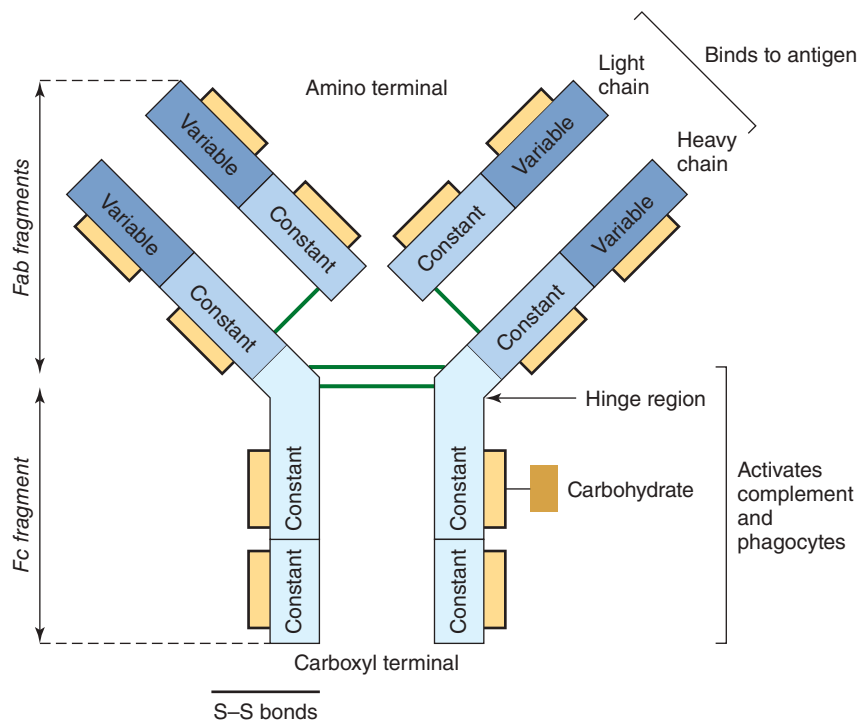 Amino terminal
Light
chain
Binds to antigen
Heavy
chain
Variable
Variable
Variable
Variable
Constant
Constant
Constant
Constant
Fab fragments
Hinge region
Fc fragment
Constant
Constant
Carbohydrate
Activates
complement
and
phagocytes
Constant
Constant
Carboxyl terminal
S–S bonds